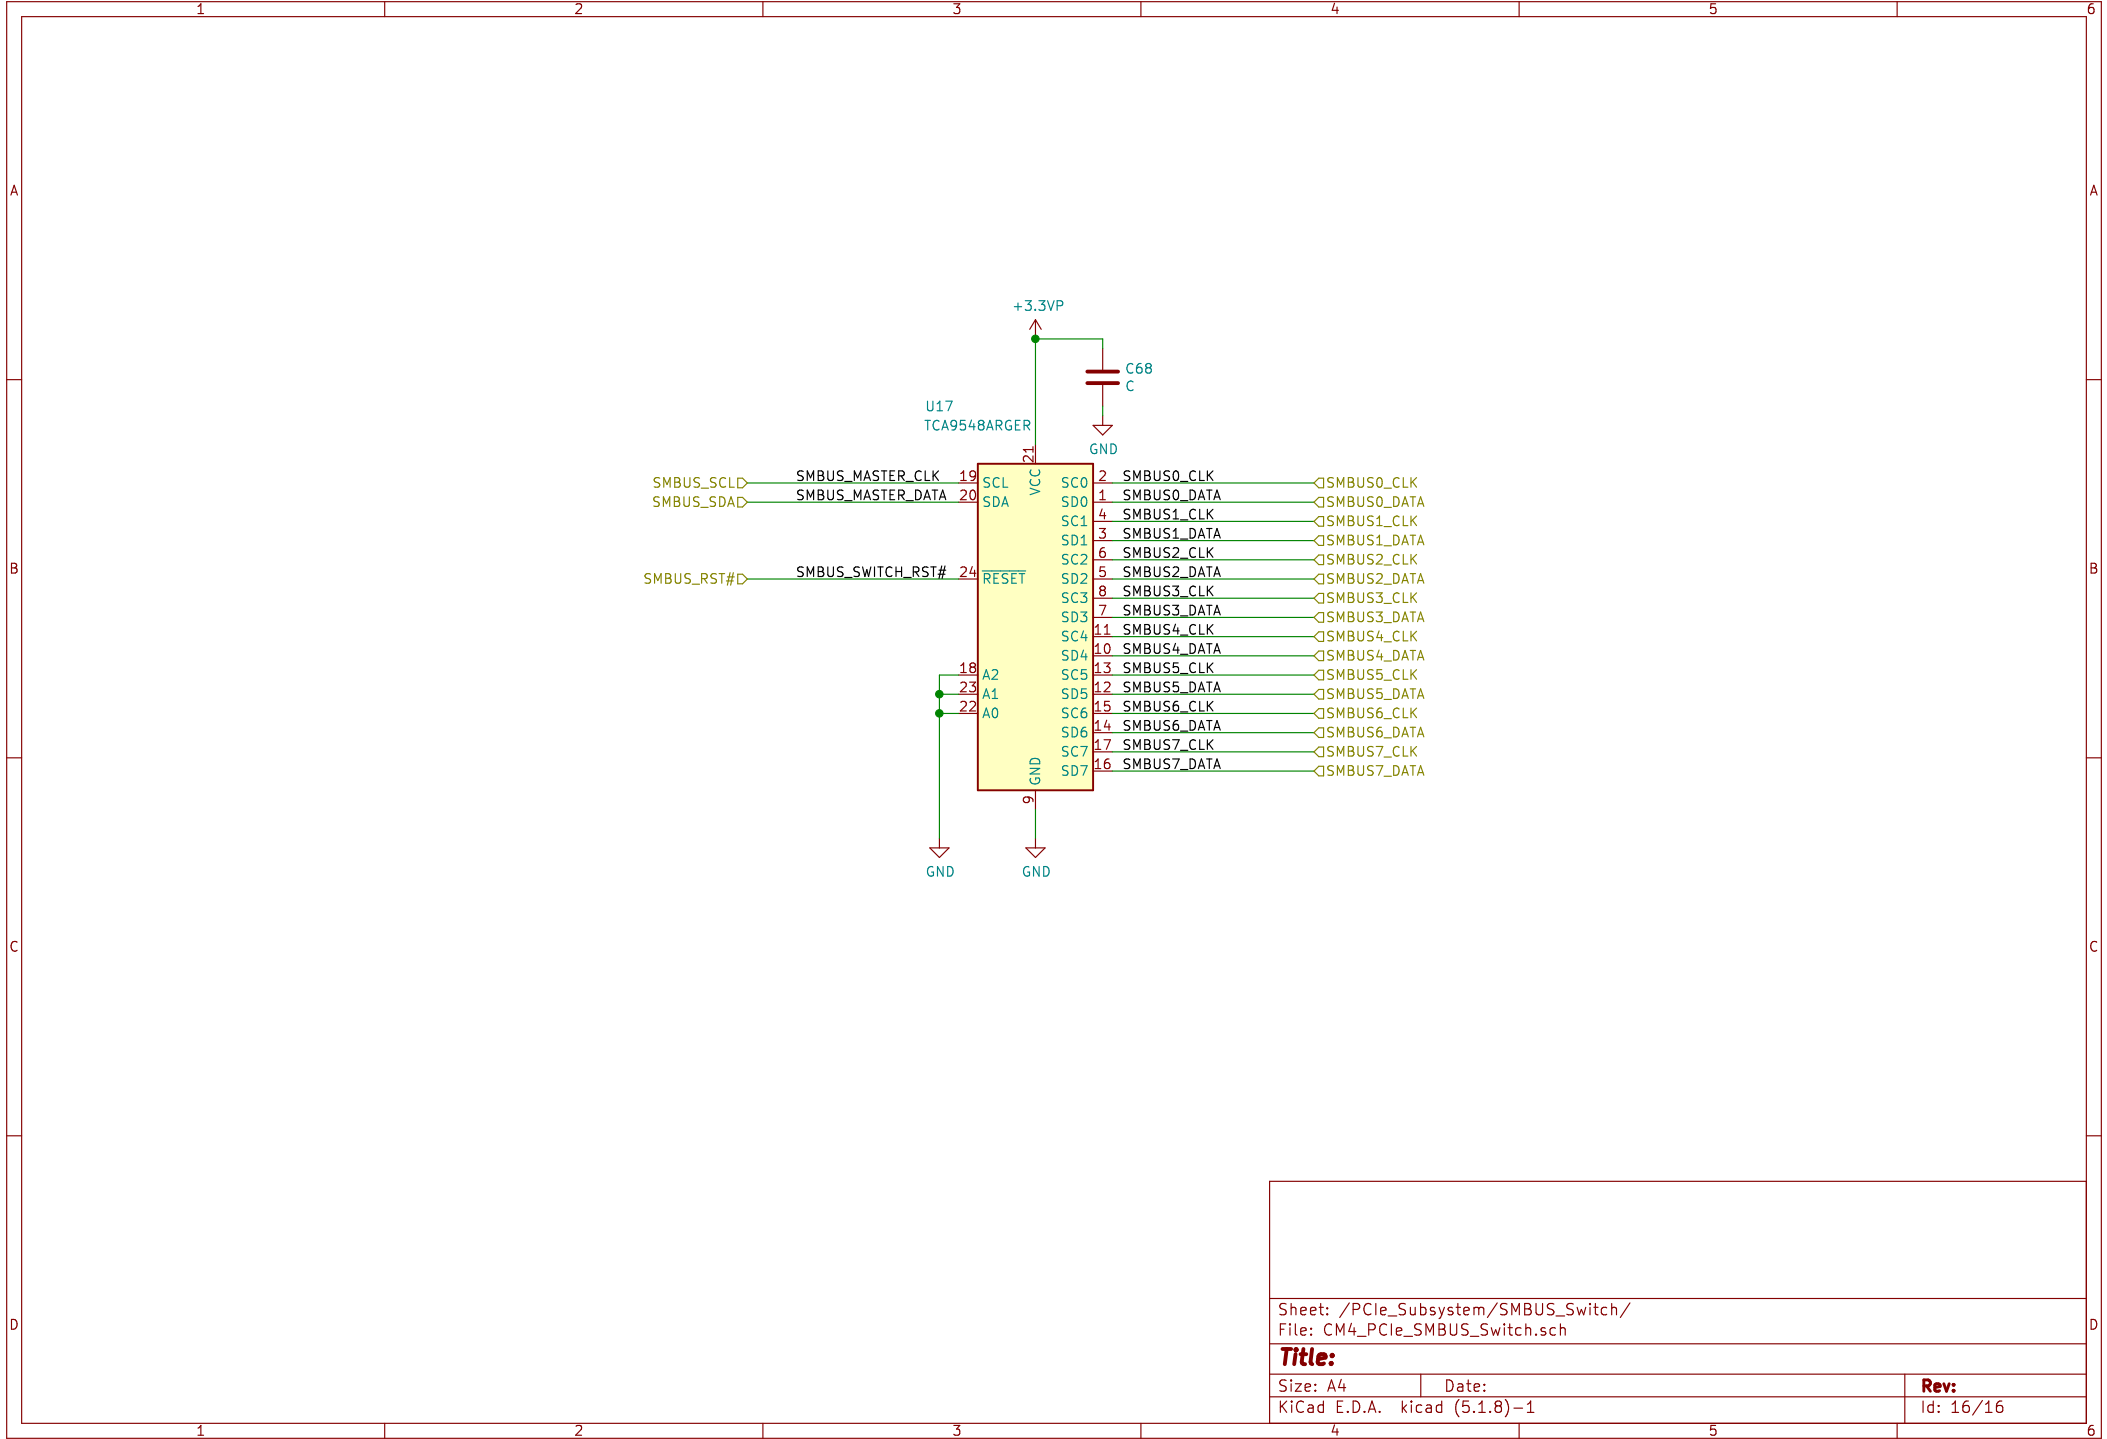 1 2 3 4 5 6
A A
+3.3VP
C68
C
GND
U17
TCA9548ARGER
21
VCC
SMBUS_SCL SMBUS_MASTER_CLK 19 SCL SC0 2 SMBUS0_CLK SMBUS0_CLK
SMBUS_SDA SMBUS_MASTER_DATA 20 SDA SD0 1 SMBUS0_DATA SMBUS0_DATA
SC1 4 SMBUS1_CLK SMBUS1_CLK
SD1 3 SMBUS1_DATA SMBUS1_DATA
SC2 6 SMBUS2_CLK SMBUS2_CLK
B B
SMBUS_RST# SMBUS_SWITCH_RST# 24 RESET SD2 5 SMBUS2_DATA SMBUS2_DATA
SC3 8 SMBUS3_CLK SMBUS3_CLK
SD3 7 SMBUS3_DATA SMBUS3_DATA
SC4 11 SMBUS4_CLK SMBUS4_CLK
SD4 10 SMBUS4_DATA SMBUS4_DATA
18 A2 SC5 13 SMBUS5_CLK SMBUS5_CLK
23 A1 SD5 12 SMBUS5_DATA SMBUS5_DATA
22 A0 SC6 15 SMBUS6_CLK SMBUS6_CLK
SD6 14 SMBUS6_DATA SMBUS6_DATA
SC7 17 SMBUS7_CLK SMBUS7_CLK
SD7 16 SMBUS7_DATA SMBUS7_DATA
GND
9
GND GND
C C
Sheet: /PCIe_Subsystem/SMBUS_Switch/
File: CM4_PCIe_SMBUS_Switch.sch
D D
Title:
Size: A4 Date: Rev:
KiCad E.D.A. kicad (5.1.8)-1 Id: 16/16
1 2 3 4 5 6